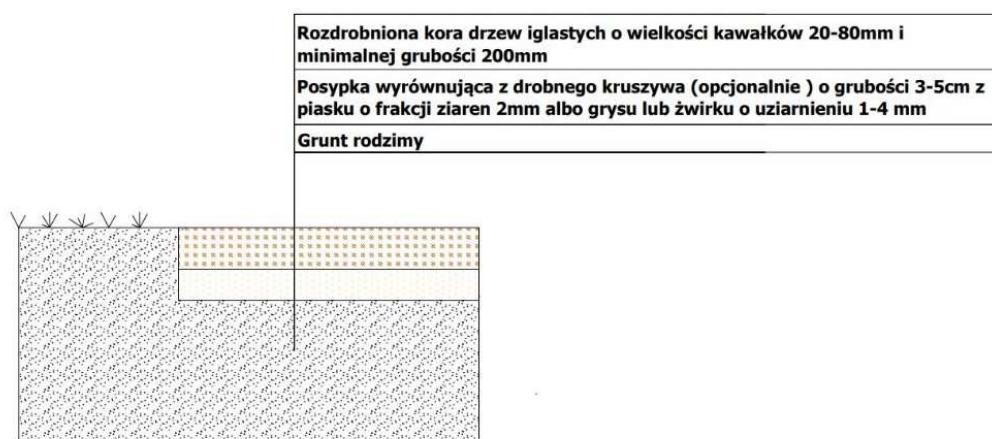 Rozdrobniona kora drzew iglastych o wielkości kawałków 20-80mm i
minimalnej grubości 200mm
Posypka wyrównująca z drobnego kruszywa (opcjonalnie ) o grubości 3-5cm z
piasku o frakcji ziaren 2mm albo grysu lub żwirku o uziarnieniu 1-4 mm
Grunt rodzimy